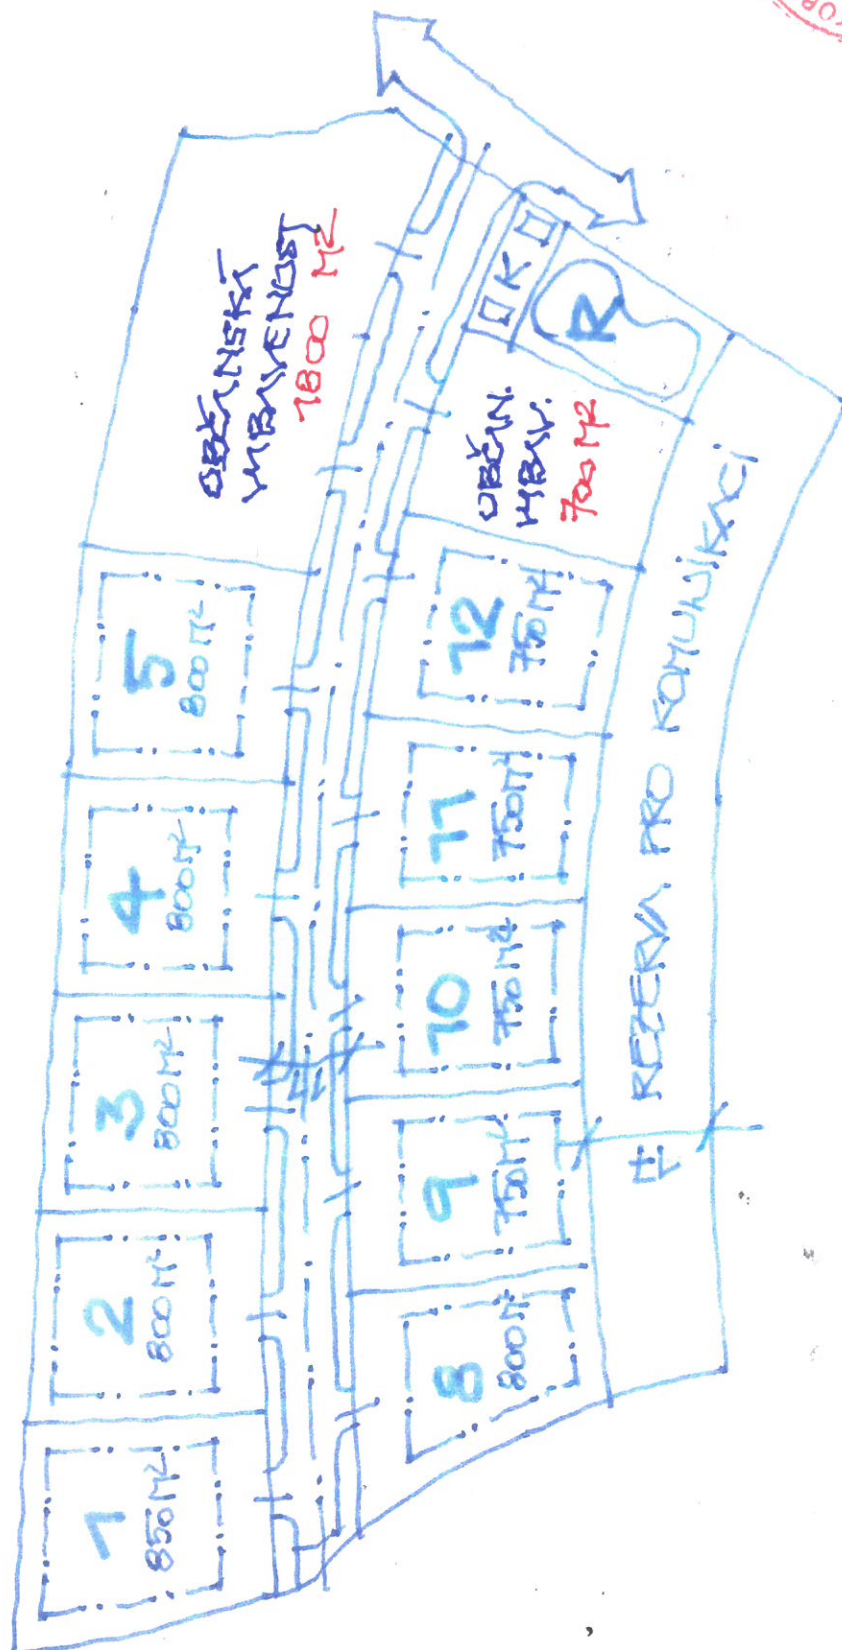 OBČANSKÁ
VYBAVENOST
1800 M2
K
R
OBČAN.
VYBAV.
700 M2
1
850 M2
2
800 M2
3
800 M2
4
800 M2
5
800 M2
8
800 M2
9
750 M2
10
750 M2
11
750 M2
12
750 M2
REZERVA PRO KOMUNIKACI